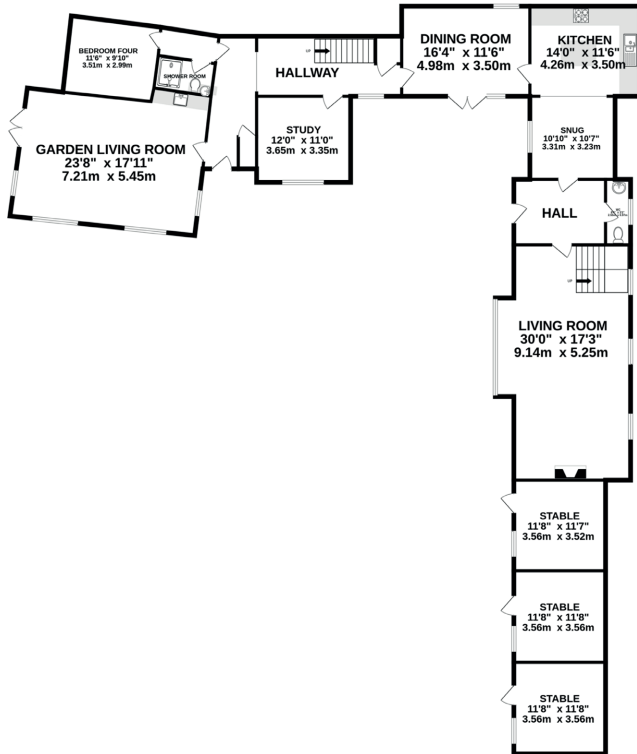 BEDROOM FOUR
11'6" x 9'10"
3.51m x 2.99m
SHOWER ROOM
GARDEN LIVING ROOM
23'8" x 17'11"
7.21m x 5.45m
UP
HALLWAY
STUDY
12'0" x 11'0"
3.65m x 3.35m
DINING ROOM
16'4" x 11'6"
4.98m x 3.50m
KITCHEN
14'0" x 11'6"
4.26m x 3.50m
SNUG
10'10" x 10'7"
3.31m x 3.23m
HALL
UP
LIVING ROOM
30'0" x 17'3"
9.14m x 5.25m
STABLE
11'8" x 11'7"
3.56m x 3.52m
STABLE
11'8" x 11'8"
3.56m x 3.56m
STABLE
11'8" x 11'8"
3.56m x 3.56m